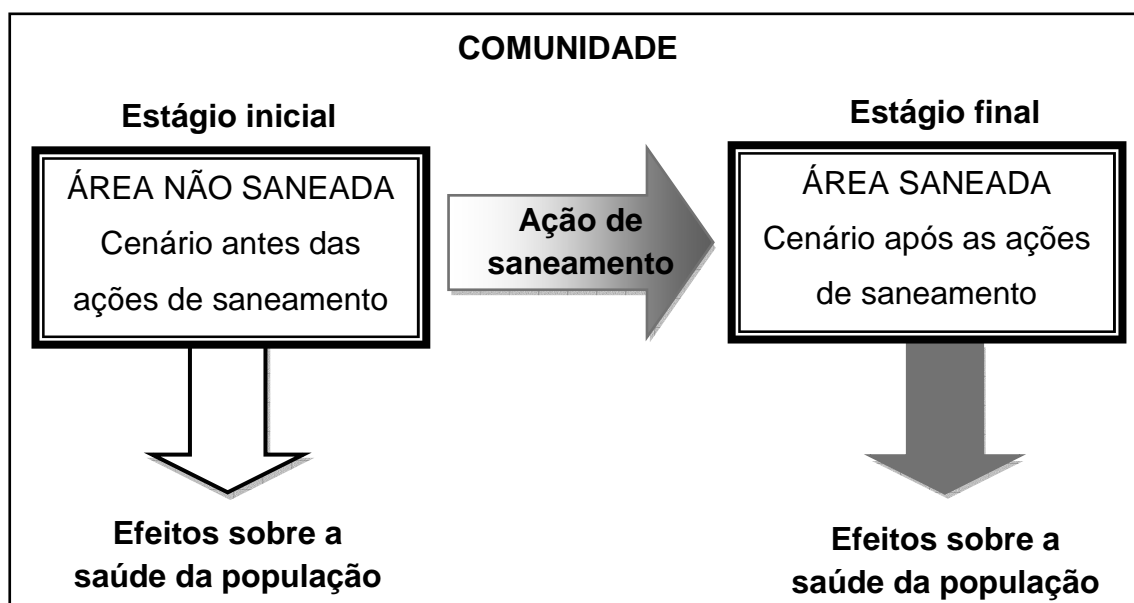 COMUNIDADE
Estágio inicial
ÁREA NÃO SANEADA
Cenário antes das
ações de saneamento
Efeitos sobre a
saúde da população
Ação de
saneamento
Estágio final
ÁREA SANEADA
Cenário após as ações
de saneamento
Efeitos sobre a
saúde da população